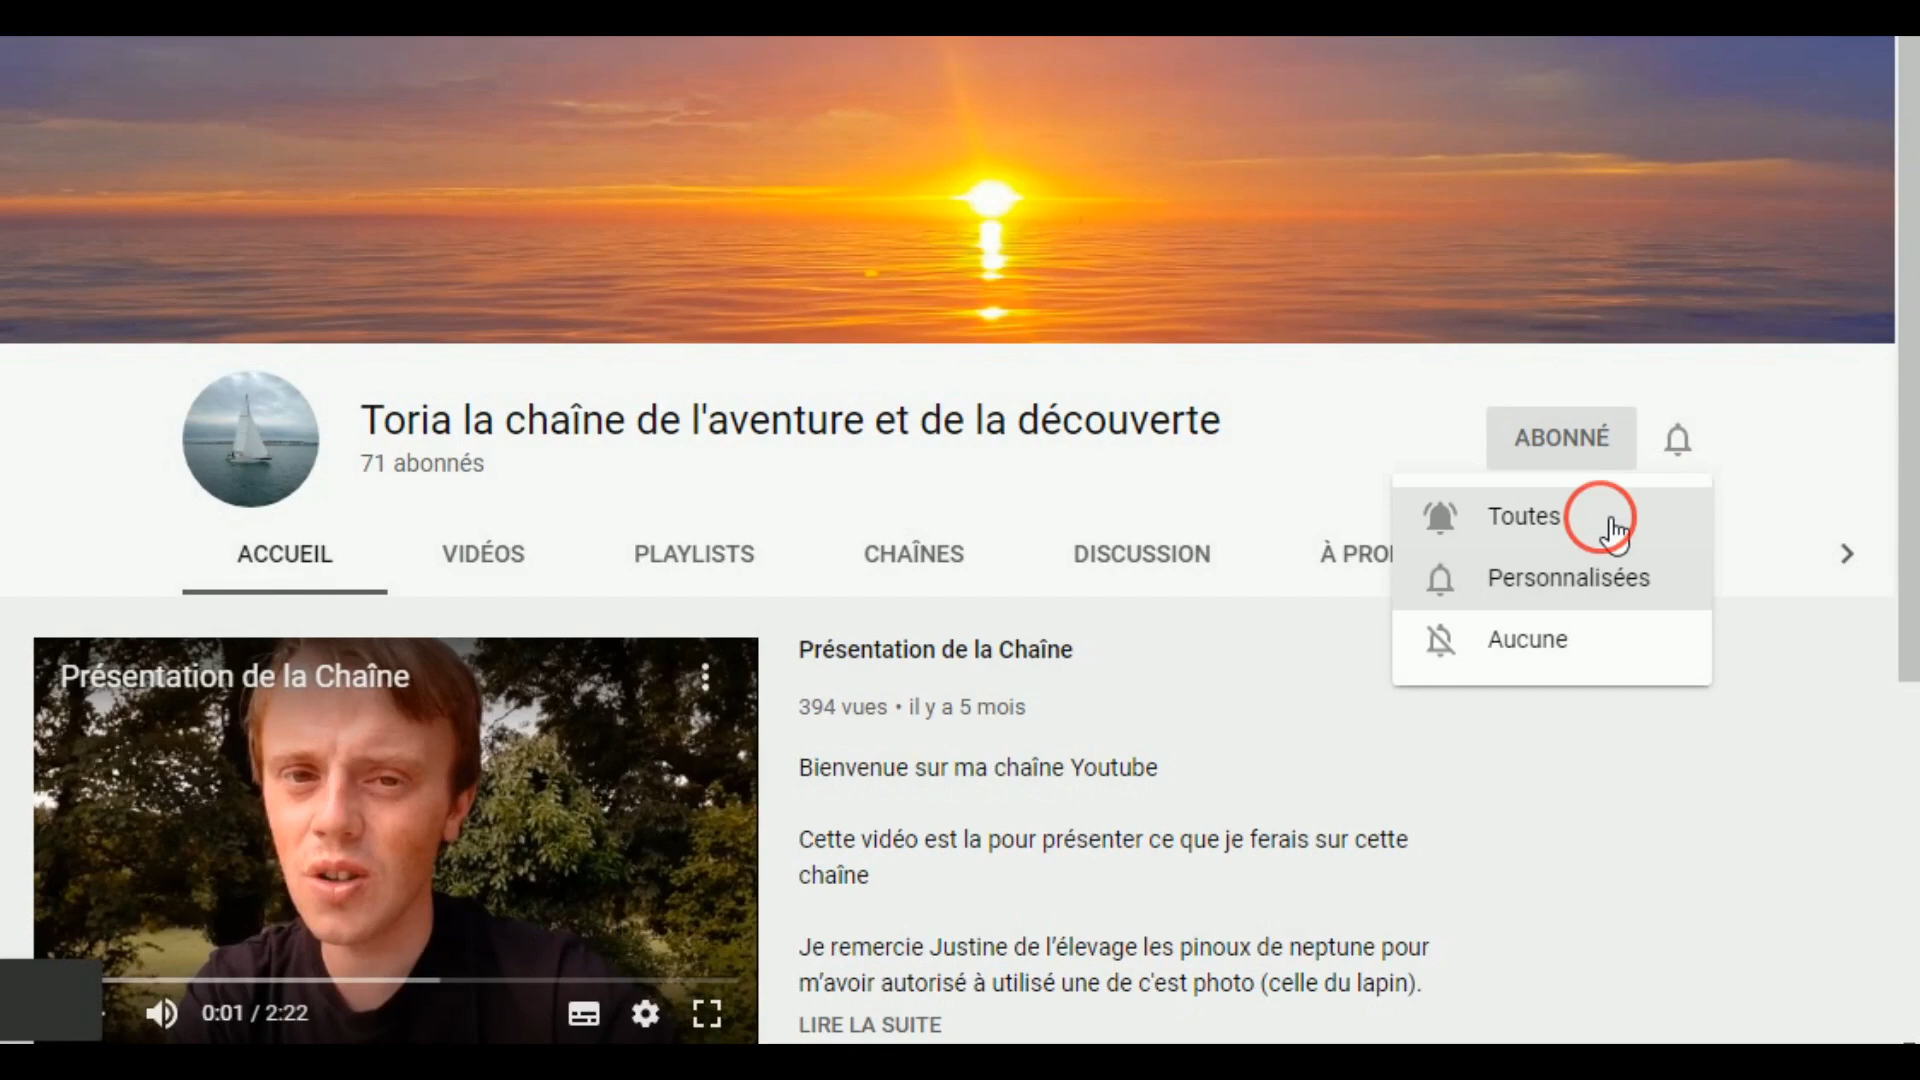 Toria la chaîne de l'aventure et de la découverte
71 abonnés
ABONNÉ
Toutes
Personnalisées
Aucune
ACCUEIL
VIDÉOS
PLAYLISTS
CHAÎNES
DISCUSSION
Présentation de la Chaîne
0:01 / 2:22
Présentation de la Chaîne
394 vues • il y a 5 mois
Bienvenue sur ma chaîne Youtube
Cette vidéo est la pour présenter ce que je ferais sur cette
chaîne
Je remercie Justine de l'élevage les pinoux de neptune pour
m'avoir autorisé à utilisé une de c'est photo (celle du lapin).
LIRE LA SUITE